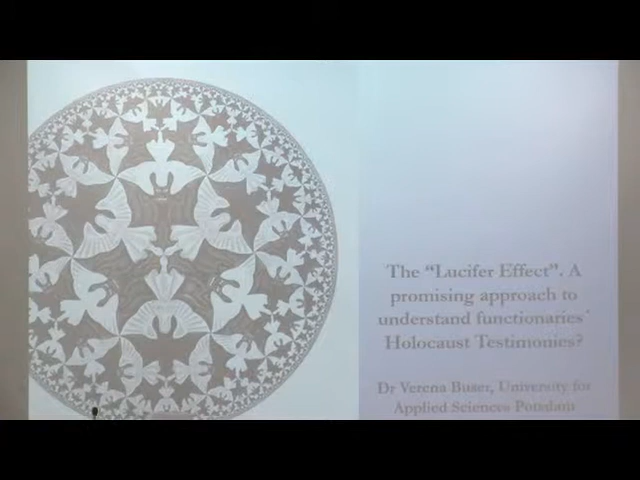 The “Lucifer Effect”. A
promising approach to
understand functionaries´
Holocaust Testimonies?
Dr Verena Buser, University for
Applied Sciences Potsdam